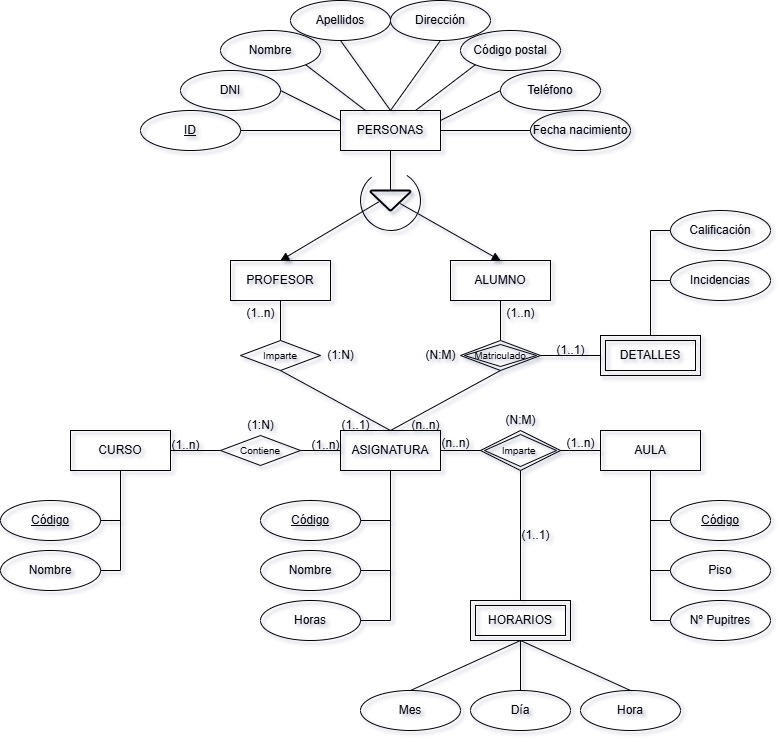 Apellidos
Dirección
Nombre
Código postal
DNI
Teléfono
ID
PERSONAS
Fecha nacimiento
Calificación
PROFESOR
ALUMNO
Incidencias
(1..n)
(1..n)
Imparte
(1:N)
(N:M)
Matriculado
(1..1)
DETALLES
(1:N)
(1..1)
(n..n)
(N:M)
CURSO
(1..n)
Contiene
(1..n)
ASIGNATURA
(n..n)
Imparte
(1..n)
AULA
Código
Código
(1..1)
Código
Nombre
Nombre
Piso
Horas
HORARIOS
Nº Pupitres
Mes
Día
Hora